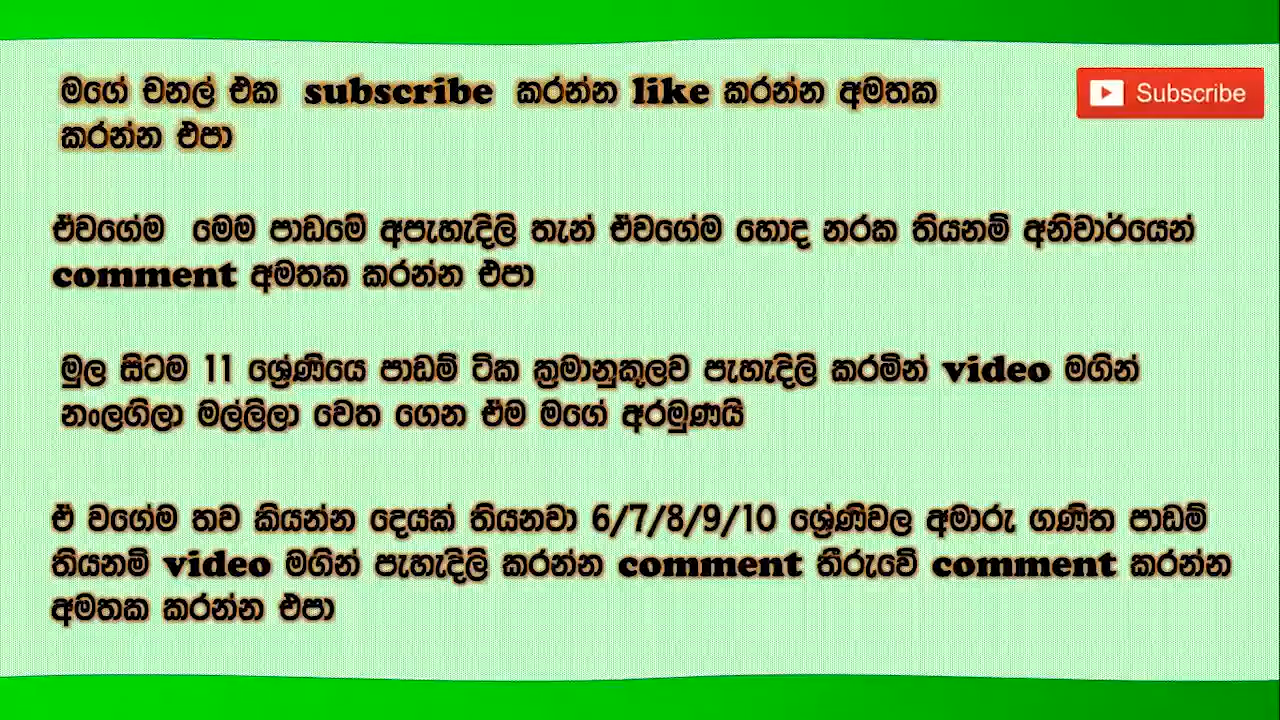 මගේ චනල් එක subscribe කරන්න like කරන්න අමතක
කරන්න එපා
Subscribe
ඒවගේම මෙම පාඩමේ අපැහැදිලි තැන් ඒවගේම හොද නරක තියනම් අනිවාර්යෙන්
comment අමතක කරන්න එපා
මුල සිටම 11 ශ්‍රේණියෙ පාඩම් ටික ක්‍රමානුකූලව පැහැදිලි කරමින් video මගින්
නංලගිලා මල්ලිලා වෙත ගෙන ඒම මගේ අරමුණයි
ඒ වගේම තව කියන්න දෙයක් තියනවා 6/7/8/9/10 ශ්‍රේණිවල අමාරු ගණිත පාඩම්
තියනම් video මගින් පැහැදිලි කරන්න comment තීරුවේ comment කරන්න
අමතක කරන්න එපා